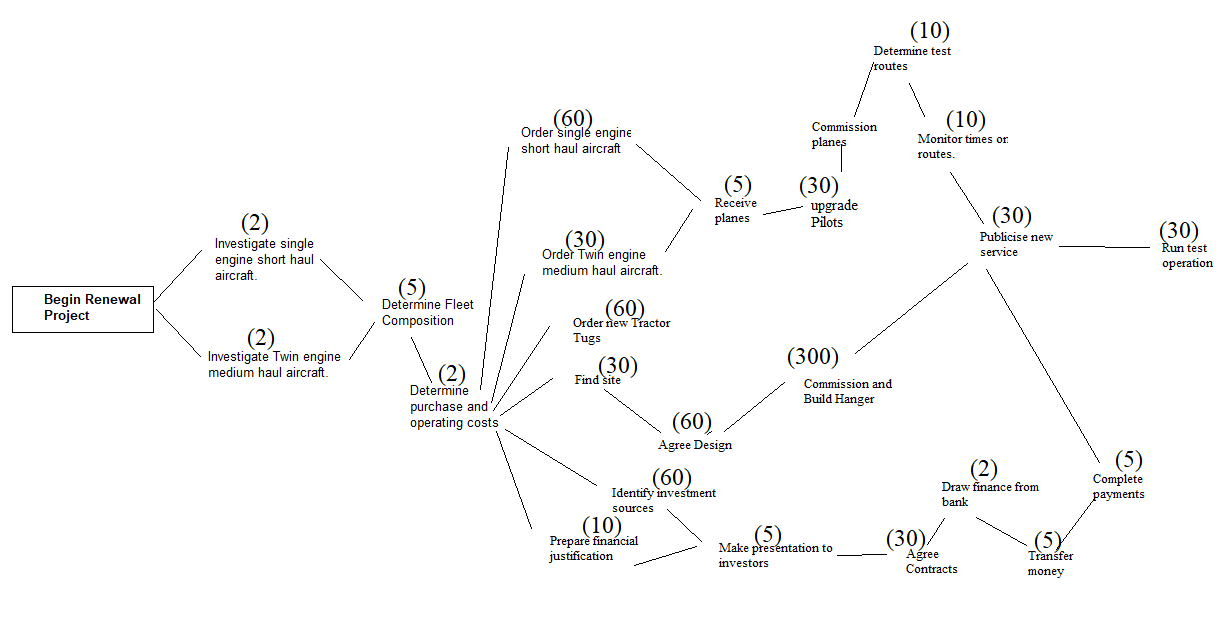 (10)
Determine test
routes
(60)
Order single engine
short haul aircraft
Commission
planes
(10)
Monitor times on
routes.
(5)
Receive
planes
(30)
upgrade
Pilots
(2)
Investigate single
engine short haul
aircraft.
(30)
Order Twin engine
medium haul aircraft.
(30)
Publicise new
service
(30)
Run test
operation
Begin Renewal
Project
(5)
Determine Fleet
Composition
(60)
Order new Tractor
Tugs
(2)
Investigate Twin engine
medium haul aircraft.
(30)
Find site
(300)
Commission and
Build Hanger
(2)
Determine
purchase and
operating costs
(60)
Agree Design
(60)
Identify investment
sources
(2)
Draw finance from
bank
(5)
Complete
payments
(10)
Prepare financial
justification
(5)
Make presentation to
investors
(30)
Agree
Contracts
(5)
Transfer
money